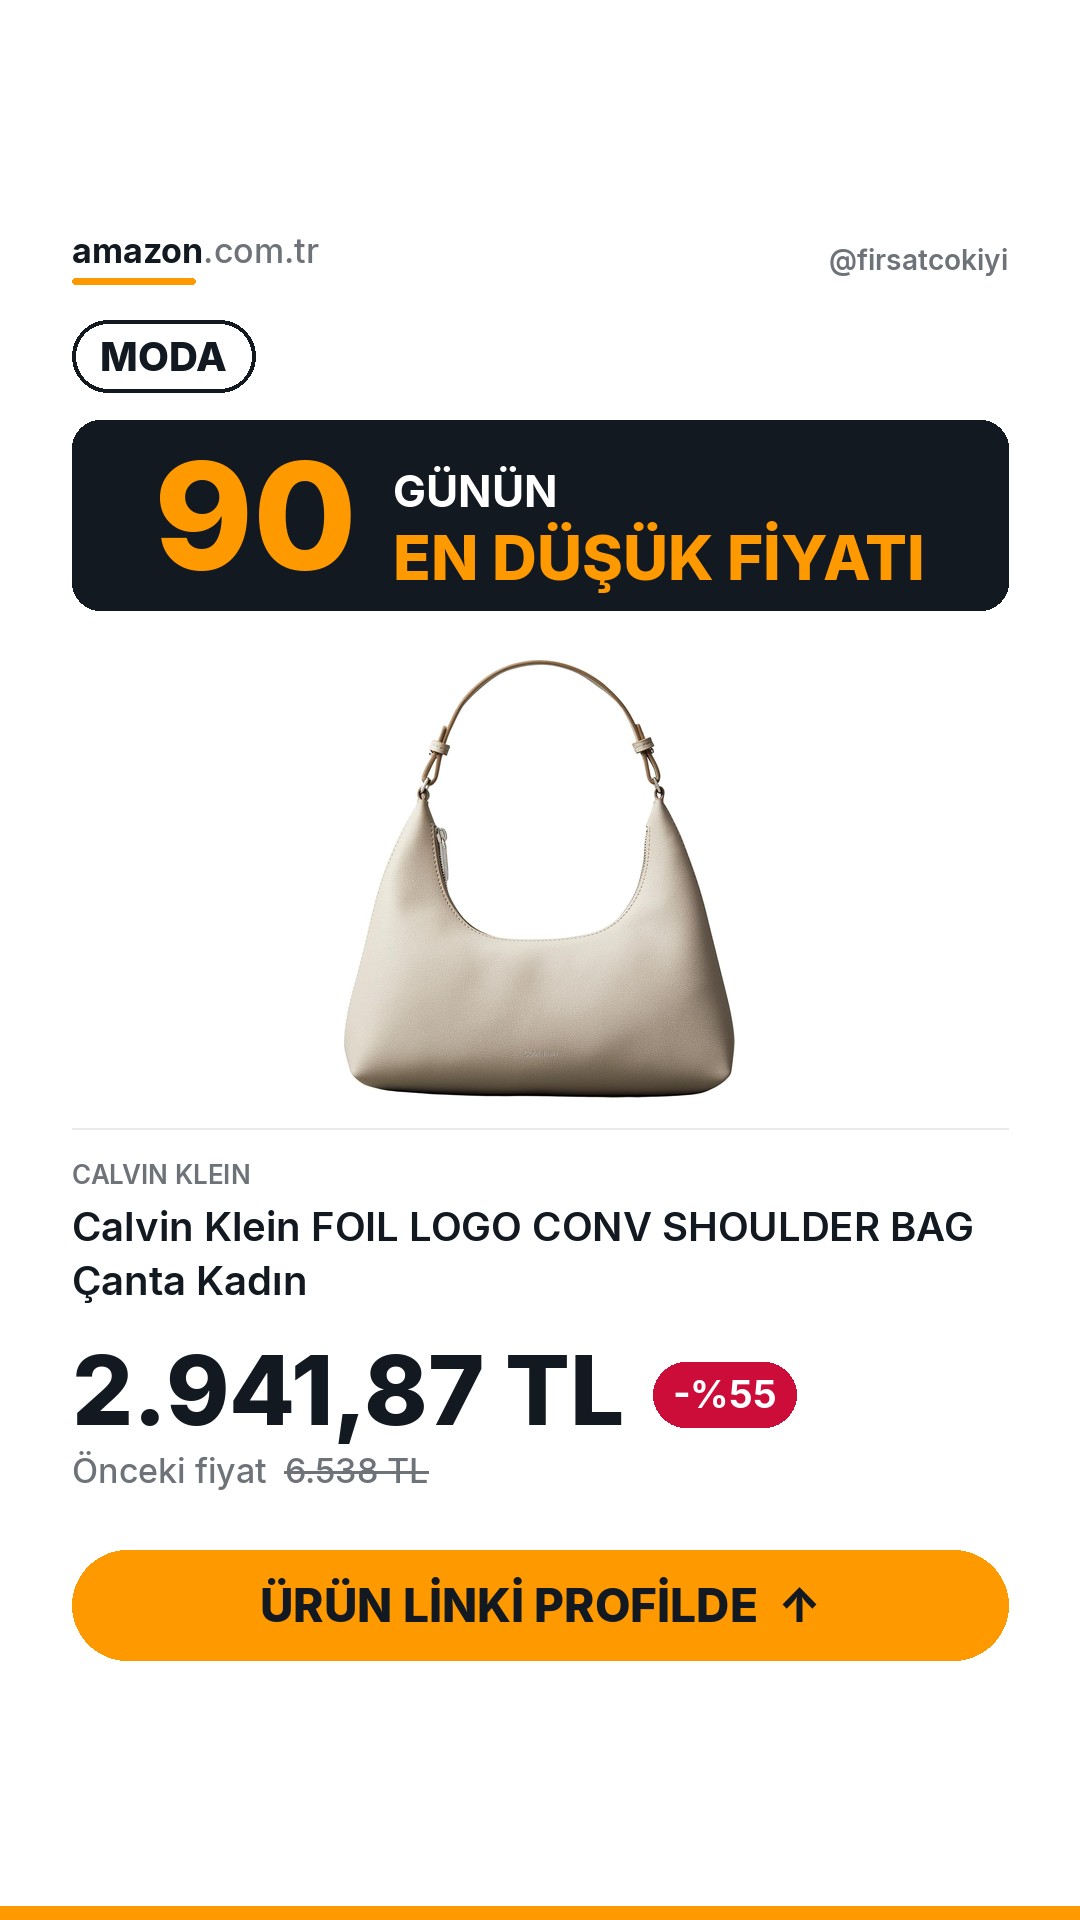 amazon.com.tr
@firsatcokiyi
MODA
90 GÜNÜN
EN DÜŞÜK FİYATI
CALVIN KLEIN
Calvin Klein FOIL LOGO CONV SHOULDER BAG
Çanta Kadın
2.941,87 TL -%55
Önceki fiyat 6.538 TL
ÜRÜN LİNKİ PROFİLDE ↑